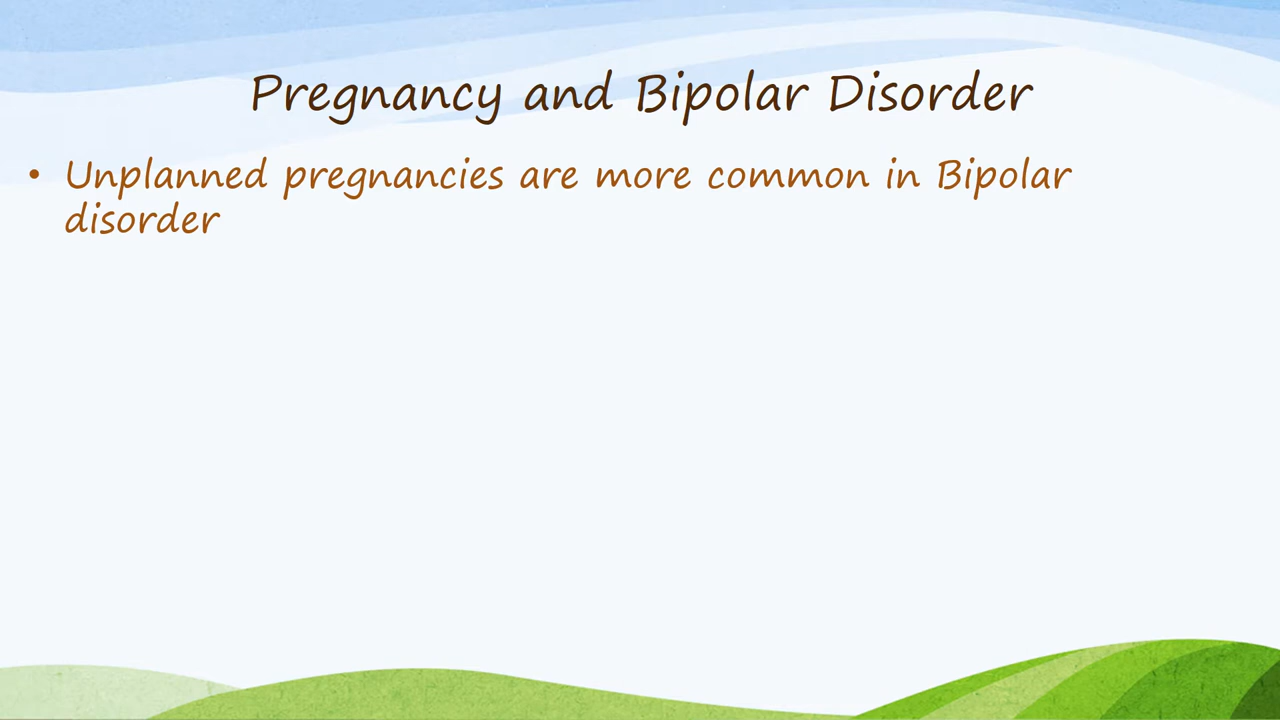 Pregnancy and Bipolar Disorder
• Unplanned pregnancies are more common in Bipolar
disorder